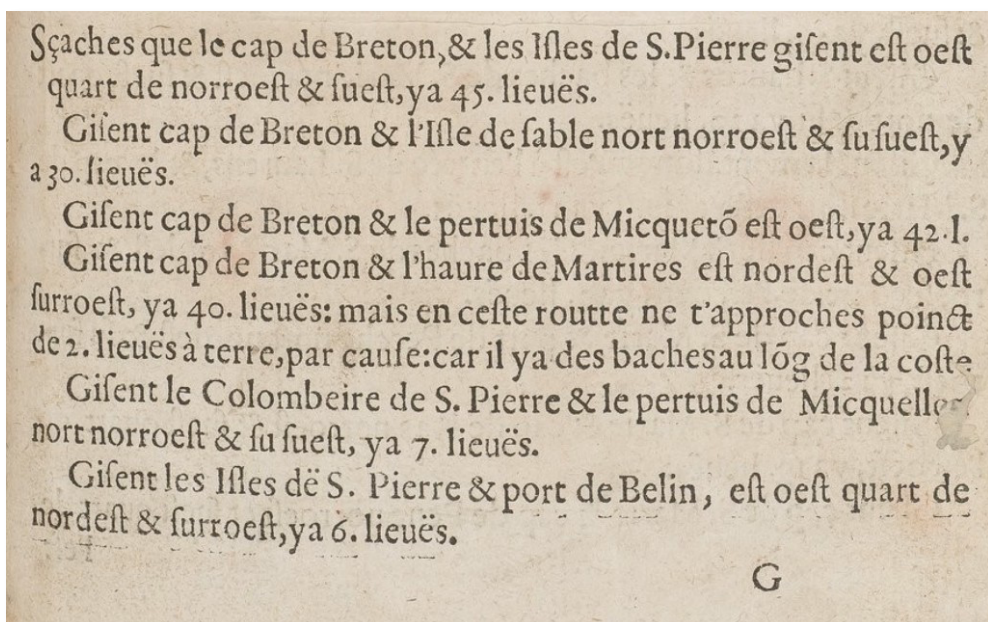 Sçaches que le cap de Breton,& les Iſles de S.Pierre giſent eſt oeſt
quart de norroeſt & ſueſt,ya 45. lieuës.
Giſent cap de Breton & l'Iſle de ſable nort norroeſt & ſu ſueſt,y
a 30. lieuës.
Giſent cap de Breton & le pertuis de Micquetõ eſt oeſt,ya 42.l.
Giſent cap de Breton & l'haure de Martires eſt nordeſt & oeſt
ſurroeſt, ya 40. lieuës: mais en ceſte routte ne t'approches poinct
de 2. lieuës à terre,par cauſe:car il ya des baches au lõg de la coſte
Giſent le Colombeire de S. Pierre & le pertuis de
nort norroeſt & ſu ſueſt, ya 7. lieuës.
Giſent les Iſles dë S. Pierre & port de Belin, eſt oeſt quart de
nordeſt & ſurroeſt,ya 6. lieuës.
G